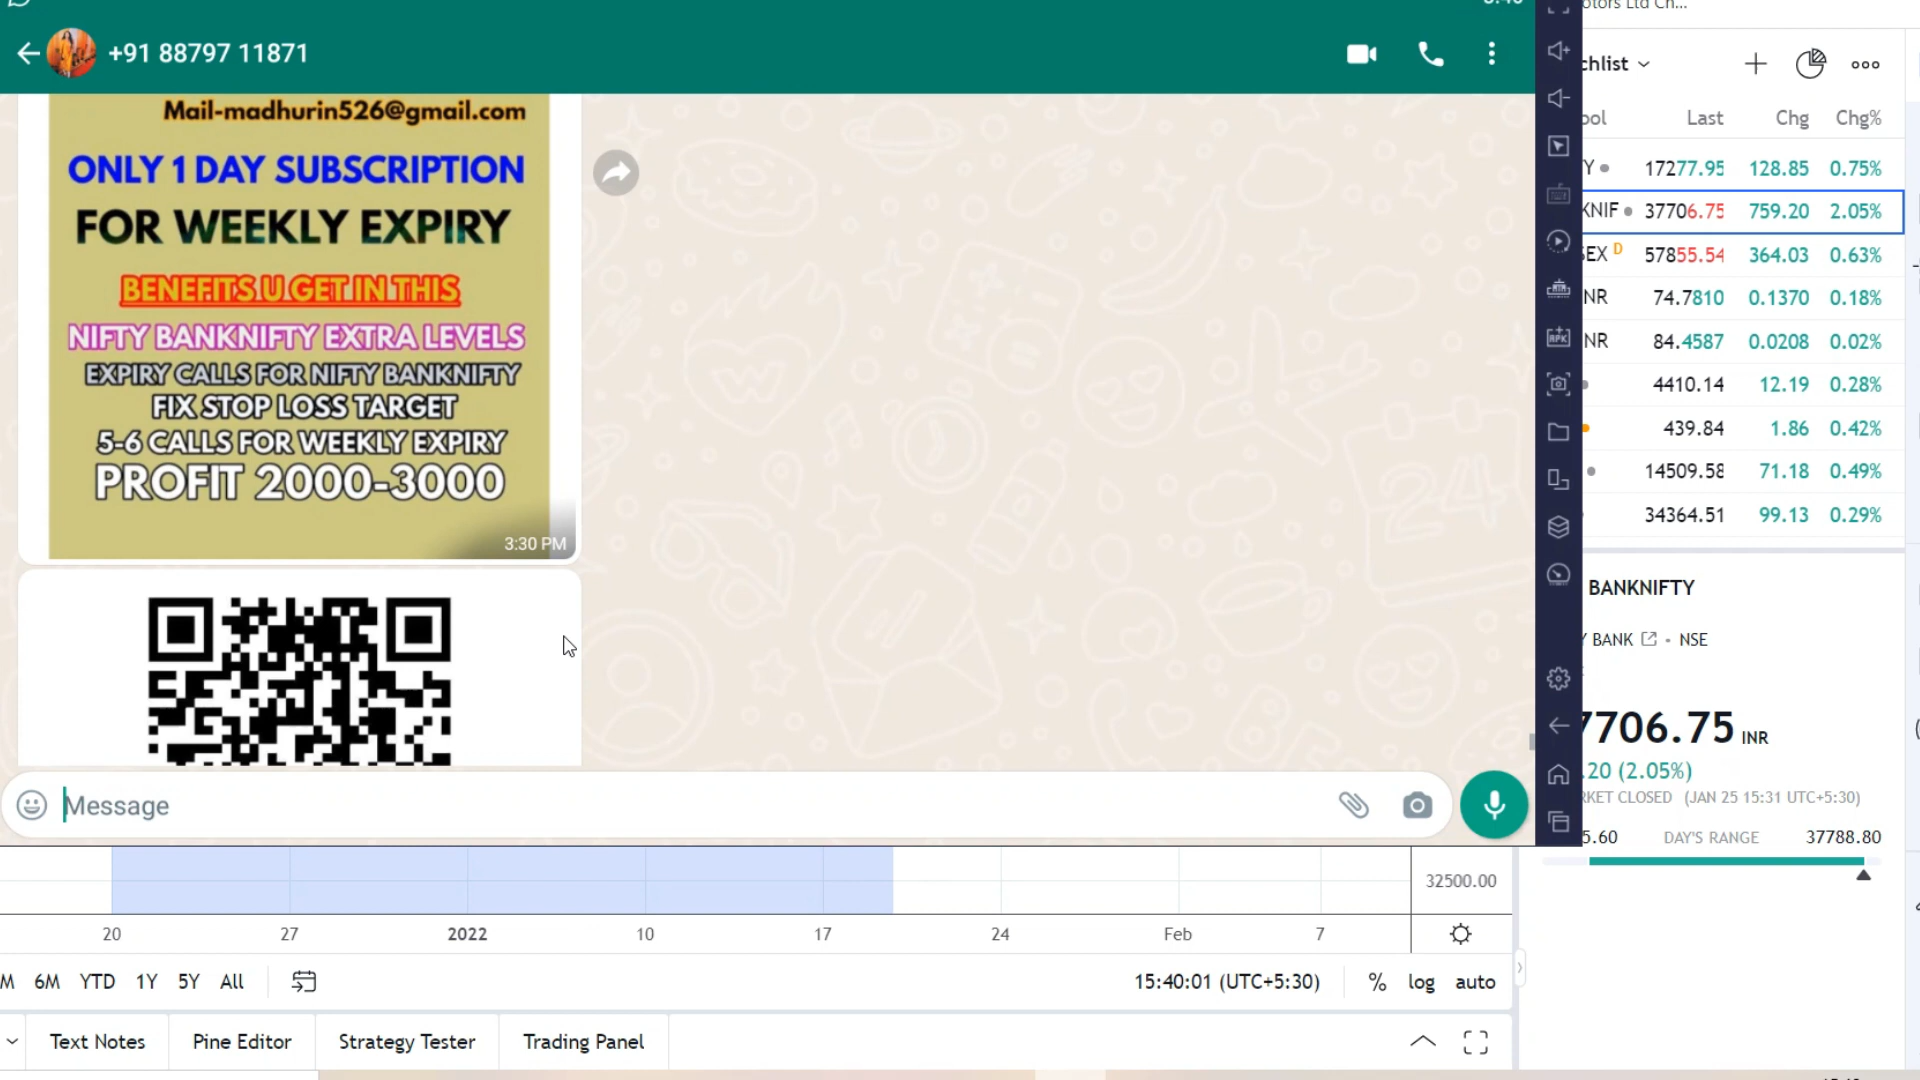 otors Ltd Ch...
+91 88797 11871
chlist
ool Last Chg Chg%
Mail-madhurin526@gmail.com
ONLY 1 DAY SUBSCRIPTION
FOR WEEKLY EXPIRY
BENEFITS U GET IN THIS
NIFTY BANKNIFTY EXTRA LEVELS
EXPIRY CALLS FOR NIFTY BANKNIFTY
FIX STOP LOSS TARGET
5-6 CALLS FOR WEEKLY EXPIRY
PROFIT 2000-3000
3:30 PM
Message
Y 17277.95 128.85 0.75%
KNIF 37706.75 759.20 2.05%
SEX D 57855.54 364.03 0.63%
NR 74.7810 0.1370 0.18%
NR 84.4587 0.0208 0.02%
4410.14 12.19 0.28%
439.84 1.86 0.42%
14509.58 71.18 0.49%
34364.51 99.13 0.29%
BANKNIFTY
Y BANK • NSE
7706.75 INR
.20 (2.05%)
RKET CLOSED (JAN 25 15:31 UTC+5:30)
5.60 DAY'S RANGE 37788.80
32500.00
20 27 2022 10 17 24 Feb 7
M 6M YTD 1Y 5Y All
15:40:01 (UTC+5:30) % log auto
Text Notes Pine Editor Strategy Tester Trading Panel